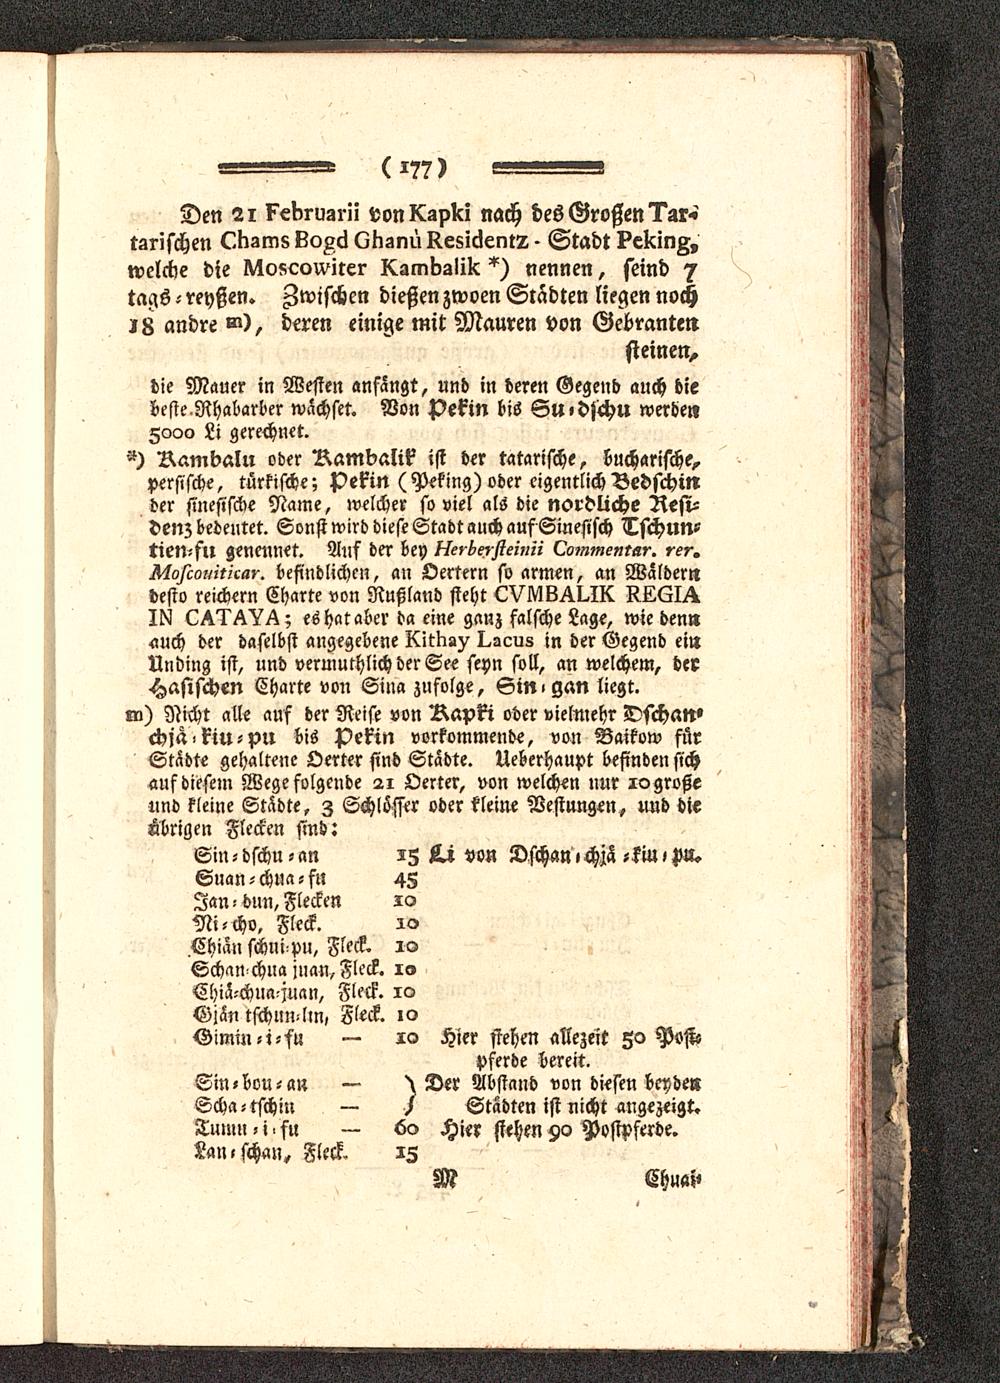 (177)
Den 21 Februarii von Kapki nach des Großen Tar-
tarischen Chams Bogd Ghanù Residentz - Stadt Peking,
welche die Moscowiter Kambalik *) nennen, seind 7
tags-reyßen. Zwischen dießen zwoen Städten liegen noch
18 andre m), deren einige mit Mauren von Gebranten
steinen,
die Mauer in Westen anfängt, und in deren Gegend auch die
beste Rhabarber wächset. Von Pekin bis Su-dschu werden
5000 Li gerechnet.
*) Kambalu oder Kambalik ist der tatarische, bucharische,
persische, türkische; Pekin (Peking) oder eigentlich Bedschin
der sinesische Name, welcher so viel als die nordliche Resi-
denz bedeutet. Sonst wird diese Stadt auch auf Sinesisch Tschun-
tien-fu genennet. Auf der bey Herbersteinii Commentar. rer.
Moscouiticar. befindlichen, an Oertern so armen, an Wäldern
desto reichern Charte von Rußland steht CVMBALIK REGIA
IN CATAYA; es hat aber da eine ganz falsche Lage, wie denn
auch der daselbst angegebene Kithay Lacus in der Gegend ein
Unding ist, und vermuthlich der See seyn soll, an welchem, der
Hasischen Charte von Sina zufolge, Sin-gan liegt.
m) Nicht alle auf der Reise von Kapki oder vielmehr Dschan-
chjä-kiu-pu bis Pekin vorkommende, von Baikow für
Städte gehaltene Oerter sind Städte. Ueberhaupt befinden sich
auf diesem Wege folgende 21 Oerter, von welchen nur 10 große
und kleine Städte, 3 Schlösser oder kleine Vestungen, und die
übrigen Flecken sind:
Sin-dschu-an 15 Li von Dschan-chjä-kiu-pu.
Suan-chua-fu 45
Jan-dun, Flecken 10
Ni-cho, Fleck. 10
Chiän schui-pu, Fleck. 10
Schan-chua juan, Fleck. 10
Chiä-chua-juan, Fleck. 10
Gjän tschun-lin, Fleck. 10
Gimin-i-fu — 10 Hier stehen allezeit 50 Post-
pferde bereit.
Sin-bou-an — } Der Abstand von diesen beyden
Scha-tschin — Städten ist nicht angezeigt.
Tumu-i-fu — 60 Hier stehen 90 Postpferde.
Lan-schan, Fleck. 15
M Chuai-